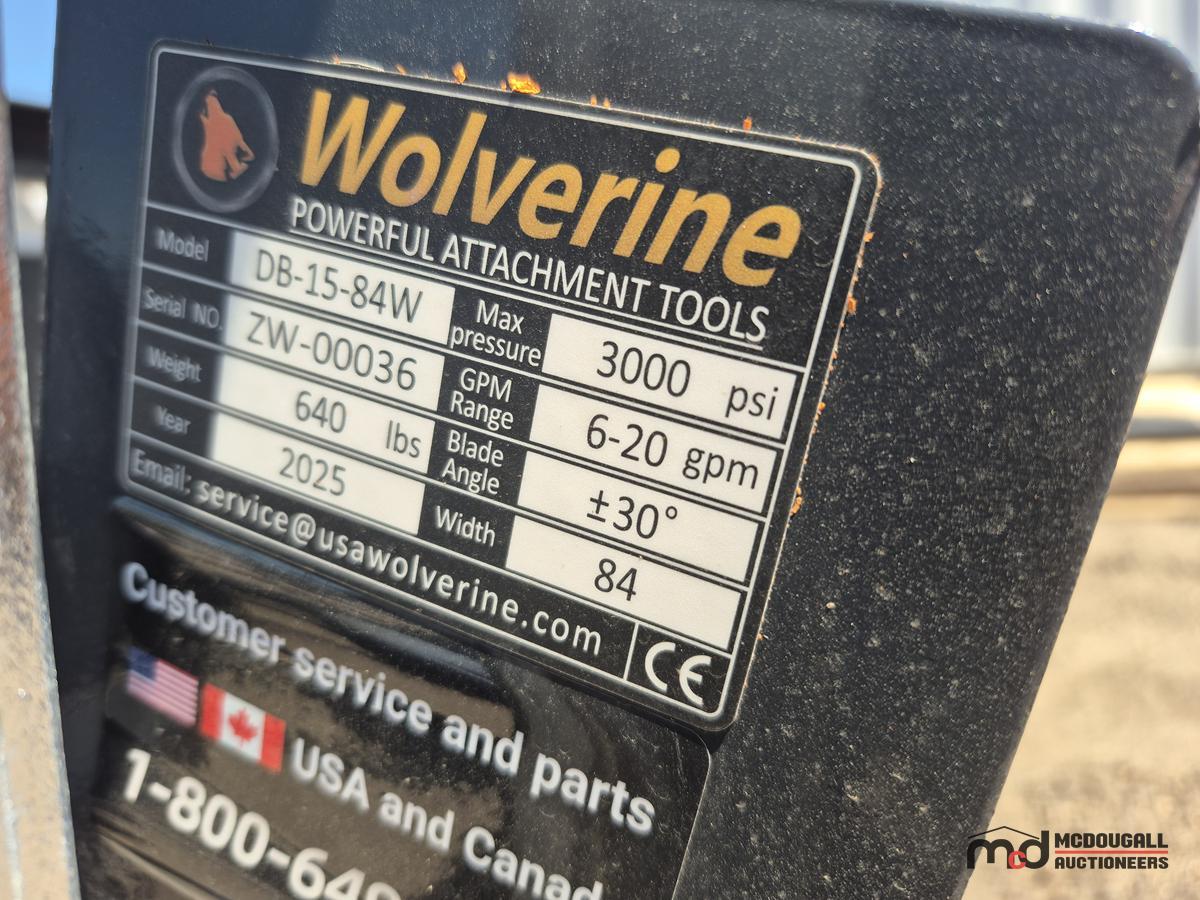 Wolverine
POWERFUL ATTACHMENT TOOLS
Model DB-15-84W Max pressure 3000 psi
Serial NO. ZW-00036 GPM Range 6-20 gpm
Weight 640 lbs Blade Angle ±30°
Year 2025 Width 84
Email: service@usawolverine.com CE
Customer service and parts
USA and Canad
1-800-648
mcd MCDOUGALL
AUCTIONEERS